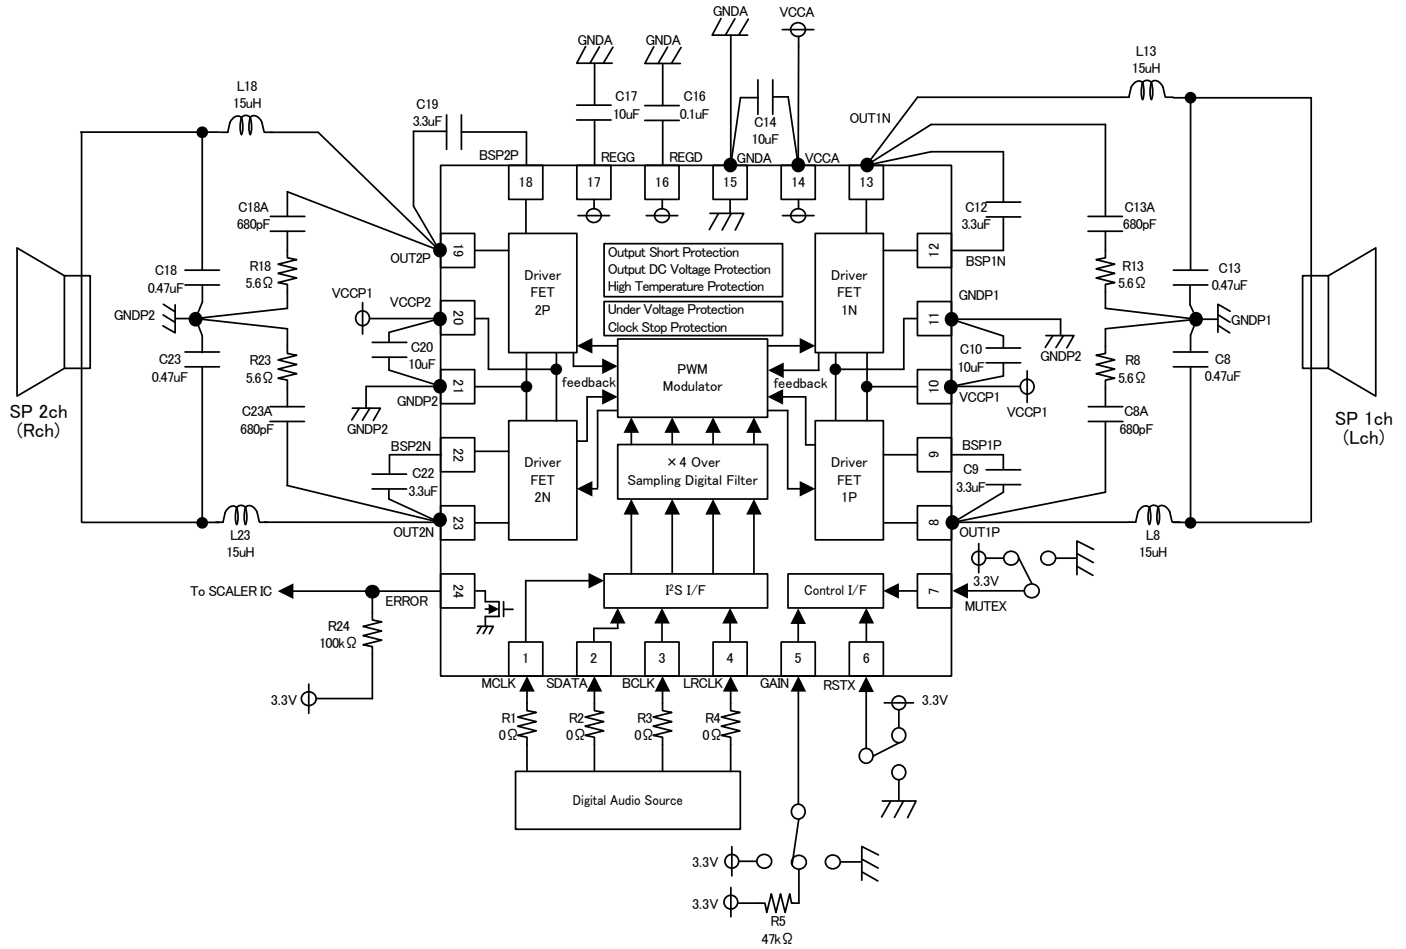 GNDA
VCCA
GNDA
GNDA
L13
15uH
L18
15uH
C19
3.3uF
C17
10uF
C16
0.1uF
C14
10uF
OUT1N
BSP2P
REGG
REGD
GNDA
VCCA
18
17
16
15
14
13
C18A
680pF
C12
3.3uF
C13A
680pF
19
OUT2P
Driver
FET
2P
Output Short Protection
Output DC Voltage Protection
High Temperature Protection
Under Voltage Protection
Clock Stop Protection
Driver
FET
1N
12
BSP1N
C18
0.47uF
R18
5.6Ω
R13
5.6Ω
C13
0.47uF
VCCP1
VCCP2
20
GNDP1
11
GNDP2
GNDP1
C23
0.47uF
R23
5.6Ω
C20
10uF
PWM
Modulator
feedback
feedback
C10
10uF
GNDP2
R8
5.6Ω
C8
0.47uF
21
GNDP2
GNDP2
10
VCCP1
VCCP1
SP 2ch
(Rch)
C23A
680pF
C8A
680pF
SP 1ch
(Lch)
BSP2N
22
C22
3.3uF
Driver
FET
2N
×4 Over
Sampling Digital Filter
Driver
FET
1P
9
BSP1P
C9
3.3uF
23
OUT2N
8
OUT1P
L23
15uH
L8
15uH
To SCALER IC
ERROR
24
I²S I/F
Control I/F
7
MUTEX
3.3V
R24
100kΩ
3.3V
1
2
3
4
5
6
MCLK
SDATA
BCLK
LRCLK
GAIN
RSTX
R1
0Ω
R2
0Ω
R3
0Ω
R4
0Ω
3.3V
Digital Audio Source
3.3V
3.3V
R5
47kΩ